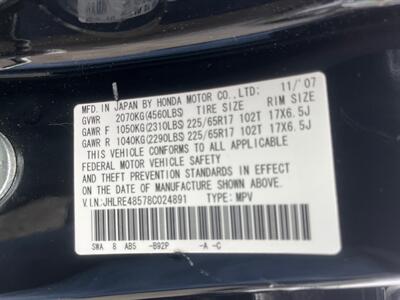 MFD. IN JAPAN BY HONDA MOTOR CO., LTD: 11/'07
GVWR 2070KG(4560LBS) TIRE SIZE RIM SIZE
GAWR F 1050KG(2310LBS) 225/65R17 102T 17X6.5J
GAWR R 1040KG(2290LBS) 225/65R17 102T 17X6.5J
THIS VEHICLE CONFORMS TO ALL APPLICABLE
FEDERAL MOTOR VEHICLE SAFETY
AND THEFT PREVENTION STANDARDS IN EFFECT
ON THE DATE OF MANUFACTURE SHOWN ABOVE.
V.I.N:JHLRE48578C024891 TYPE: MPV
SWA 8 AB5 -B92P -A -C